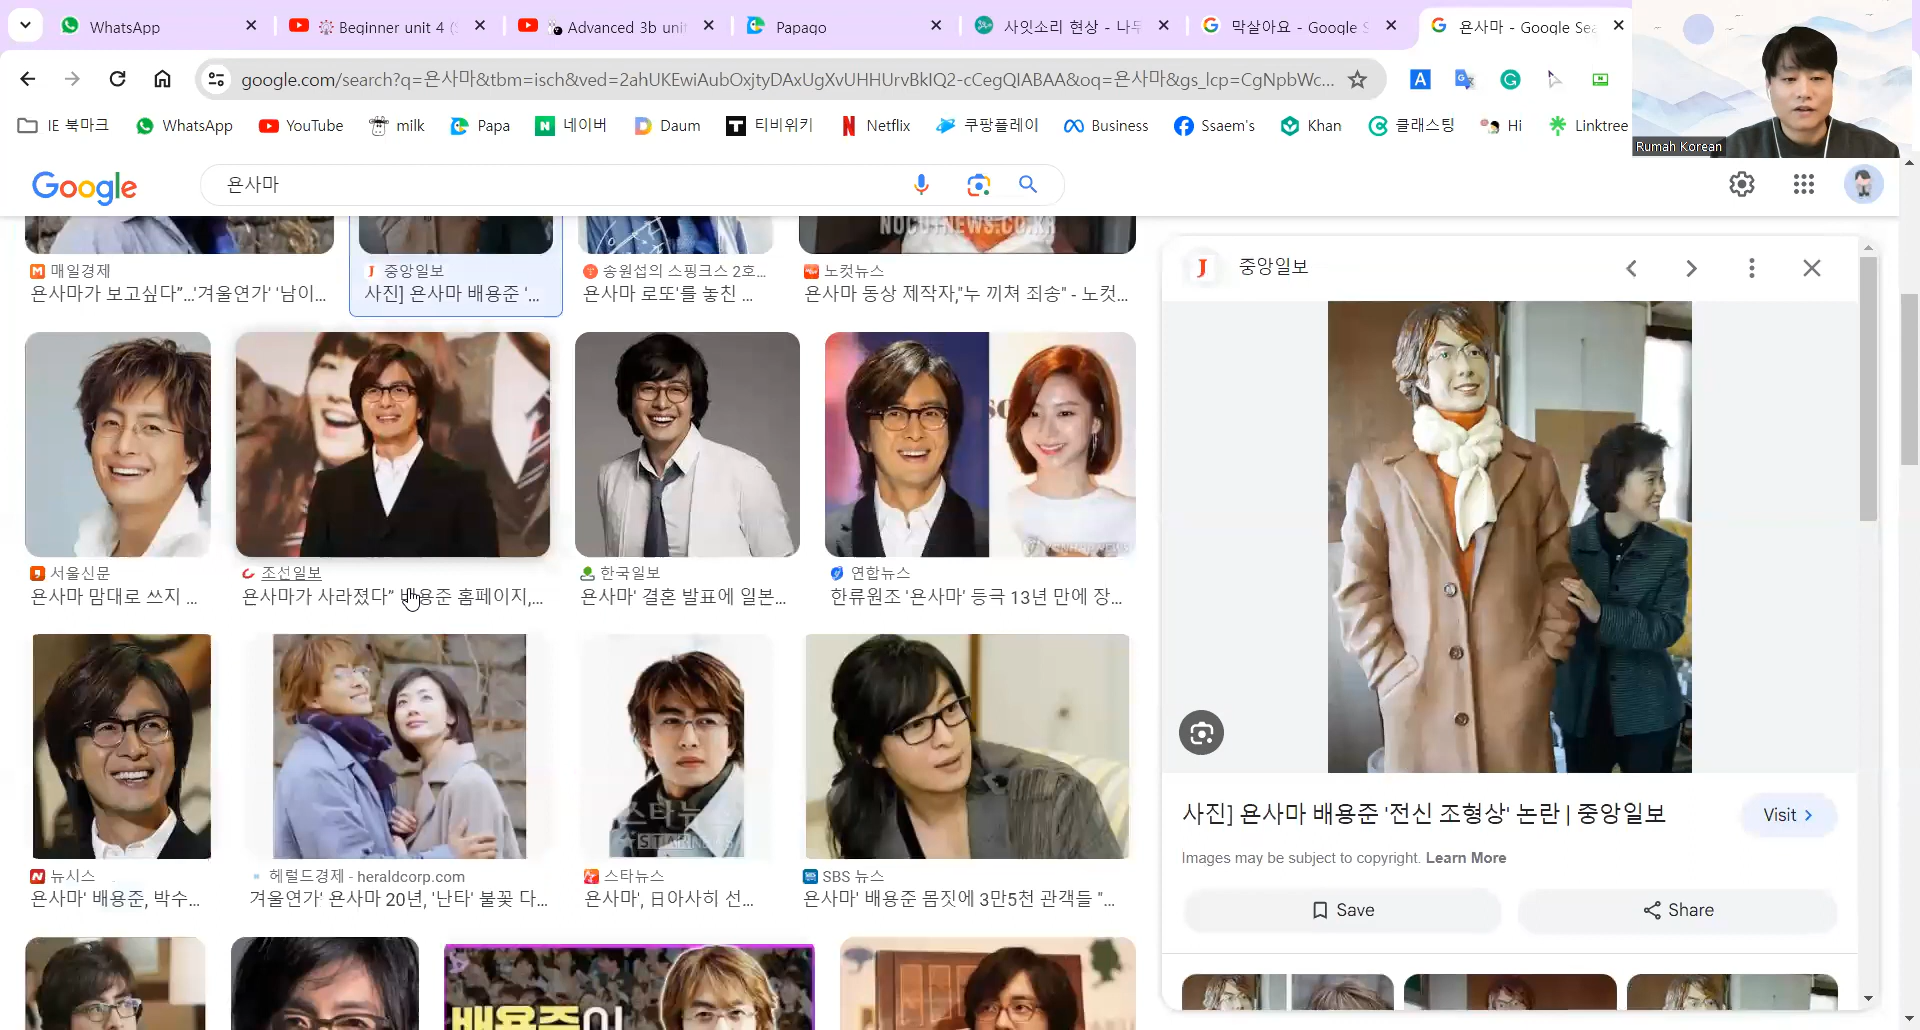 WhatsApp
Beginner unit 4
Advanced 3b unit
Papago
사잇소리 현상 - 나무
막살아요 - Google S
욘사마 - Google Sea
google.com/search?q=욘사마&tbm=isch&ved=2ahUKEwiAubOxjtyDAxUgXvUHHUrvBkIQ2-cCegQIABAA&oq=욘사마&gs_lcp=CgNpbWc...
IE 북마크
WhatsApp
YouTube
milk
Papa
네이버
Daum
티비위키
Netflix
쿠팡플레이
Business
Ssaem's
Khan
클래스팅
Hi
Linktree
Rumah Korean
Google
욘사마
NOCUTNEWS.CO.KR
매일경제
욘사마가 보고싶다”...'겨울연가' '남이...
중앙일보
사진] 욘사마 배용준 '...
송원섭의 스핑크스 2호...
욘사마 로또'를 놓친 ...
노컷뉴스
욘사마 동상 제작자,"누 끼쳐 죄송" - 노컷...
서울신문
욘사마 맘대로 쓰지 ...
조선일보
욘사마가 사라졌다” 배용준 홈페이지,...
한국일보
욘사마' 결혼 발표에 일본...
연합뉴스
한류원조 '욘사마' 등극 13년 만에 장...
스타뉴스
STARNEWS
뉴시스
욘사마' 배용준, 박수...
헤럴드경제 - heraldcorp.com
겨울연가' 욘사마 20년, '난타' 불꽃 다...
스타뉴스
욘사마', 日아사히 선...
SBS 뉴스
욘사마' 배용준 몸짓에 3만5천 관객들 "...
배용준이
중앙일보
사진] 욘사마 배용준 '전신 조형상' 논란 | 중앙일보
Visit
Images may be subject to copyright. Learn More
Save
Share